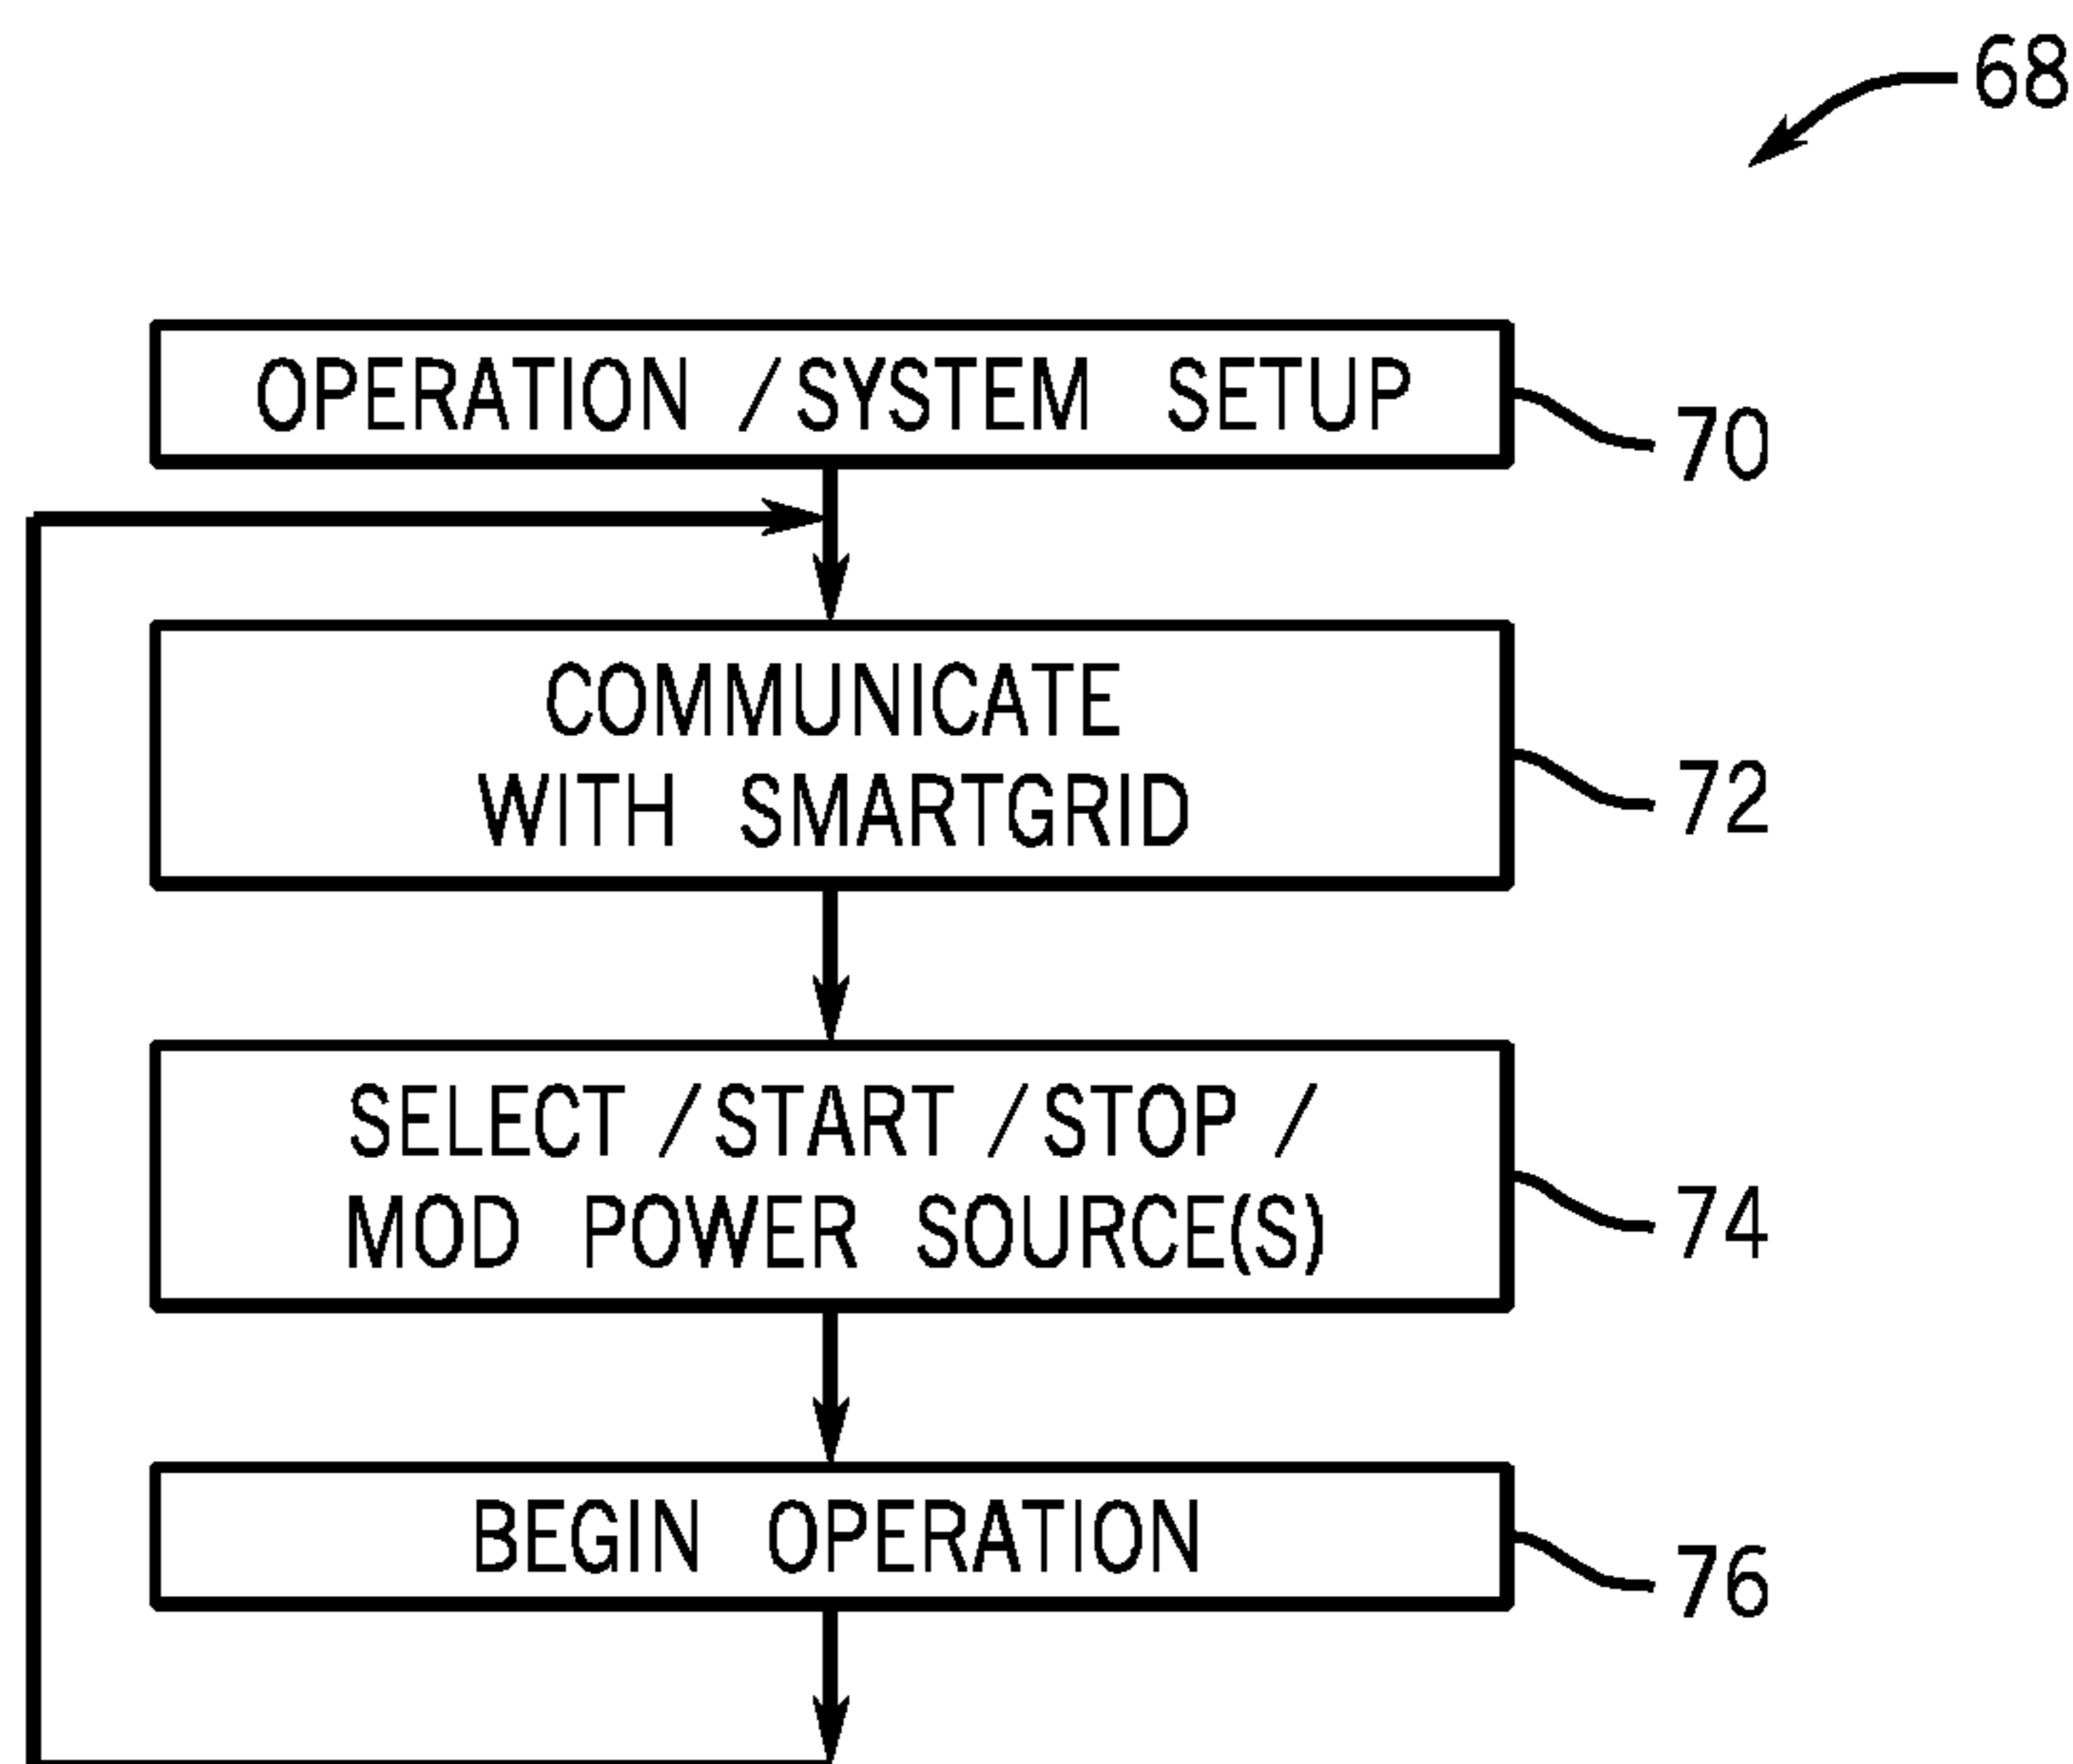 68
OPERATION /SYSTEM SETUP
70
COMMUNICATE
WITH SMARTGRID
72
SELECT /START /STOP /
MOD POWER SOURCE(S)
74
BEGIN OPERATION
76